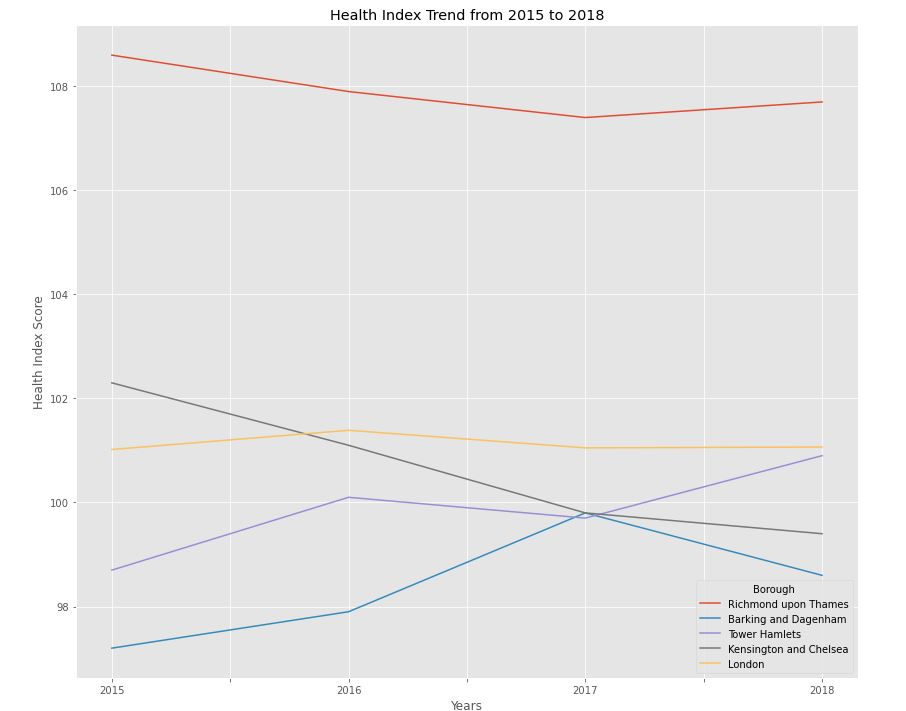 Health Index Trend from 2015 to 2018
108
106
104
102
100
98
Health Index Score
2015
2016
2017
2018
Years
Borough
Richmond upon Thames
Barking and Dagenham
Tower Hamlets
Kensington and Chelsea
London